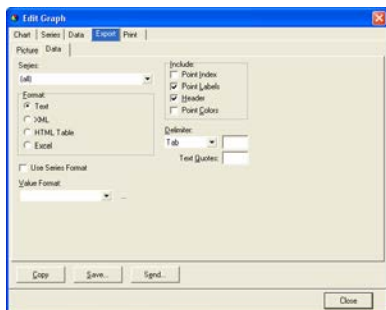 Edit Graph
Chart Series Data Export Print
Picture Data
Series:
(all)
Format:
Text
XML
HTML Table
Excel
Use Series Format
Value Format:
...
Include:
Point Index
Point Labels
Header
Point Colors
Delimiter:
Tab
Text Quotes:
Copy Save... Send...
Close